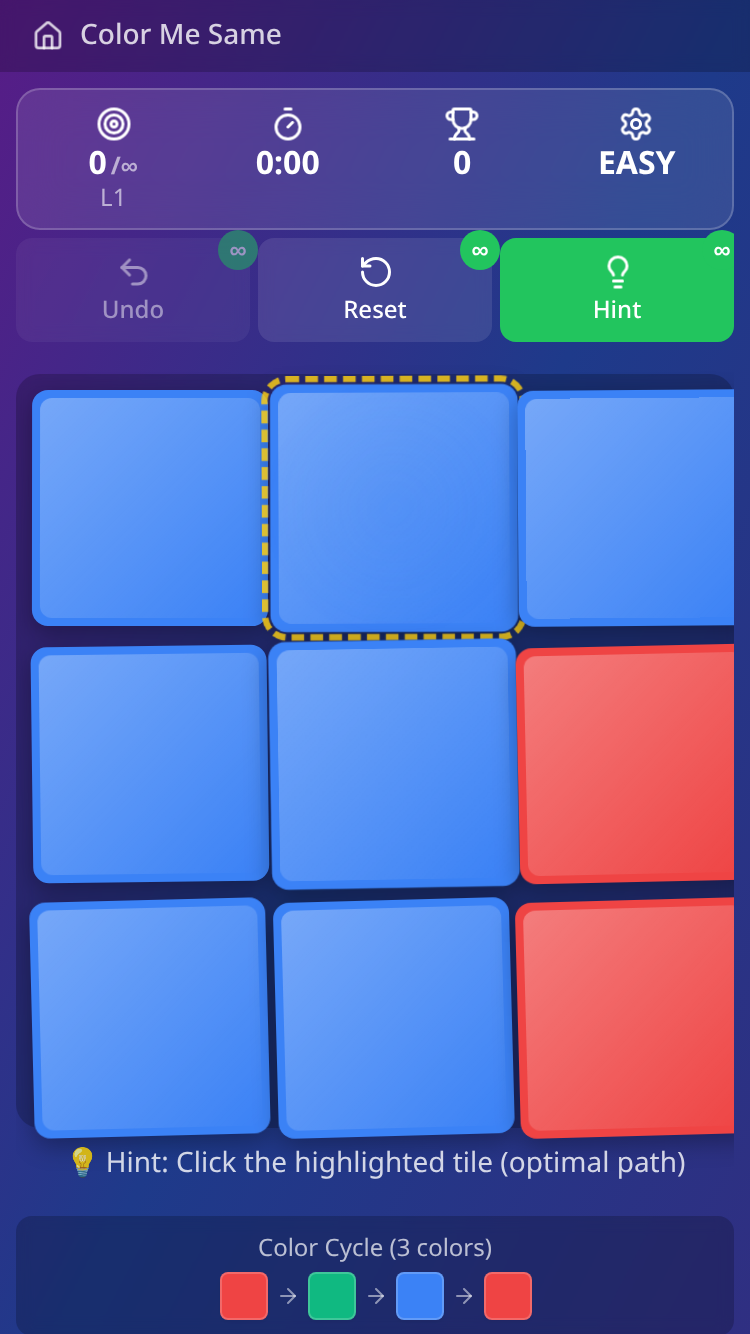 Color Me Same
0/∞
0:00
0
EASY
L1
∞
∞
∞
Undo
Reset
Hint
💡 Hint: Click the highlighted tile (optimal path)
Color Cycle (3 colors)
→ → →